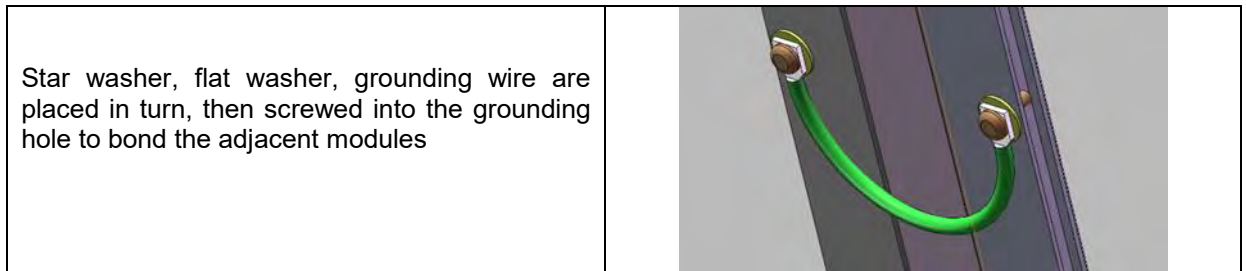 Star washer, flat washer, grounding wire are
placed in turn, then screwed into the grounding
hole to bond the adjacent modules